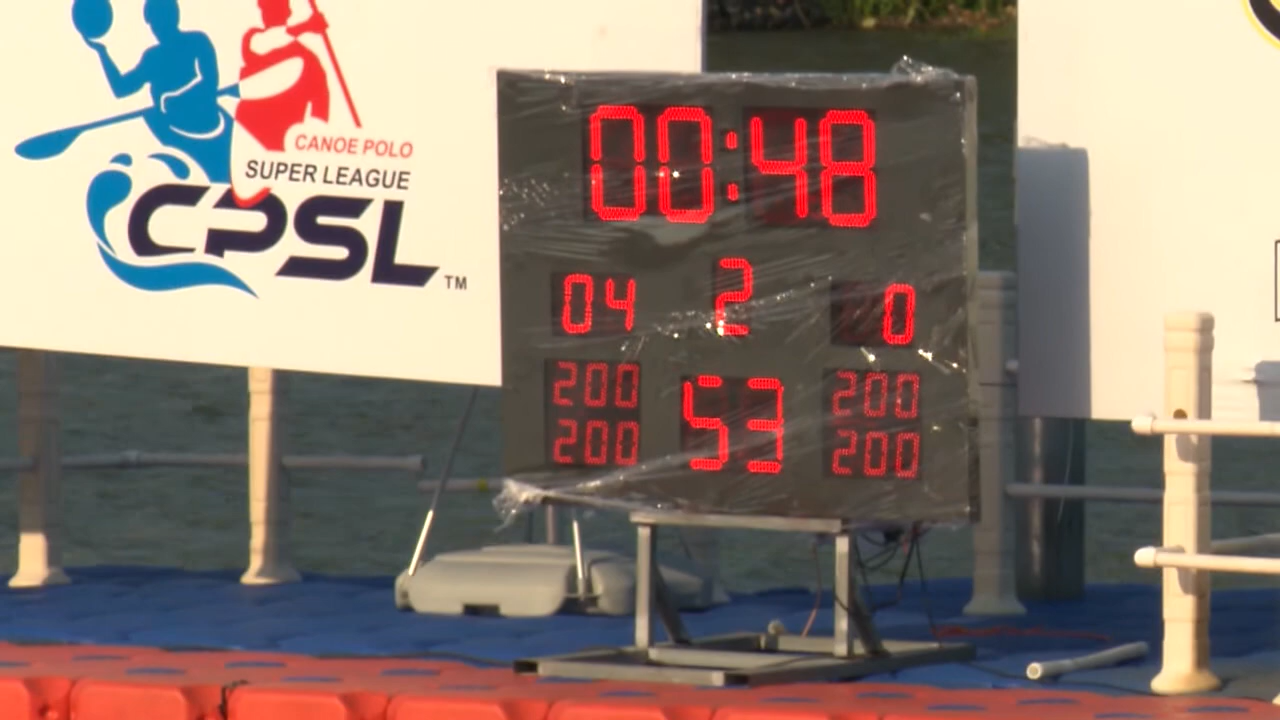 CANOE POLO
SUPER LEAGUE
CPSL TM
00:48
04 2 0
200 53 200
200 200